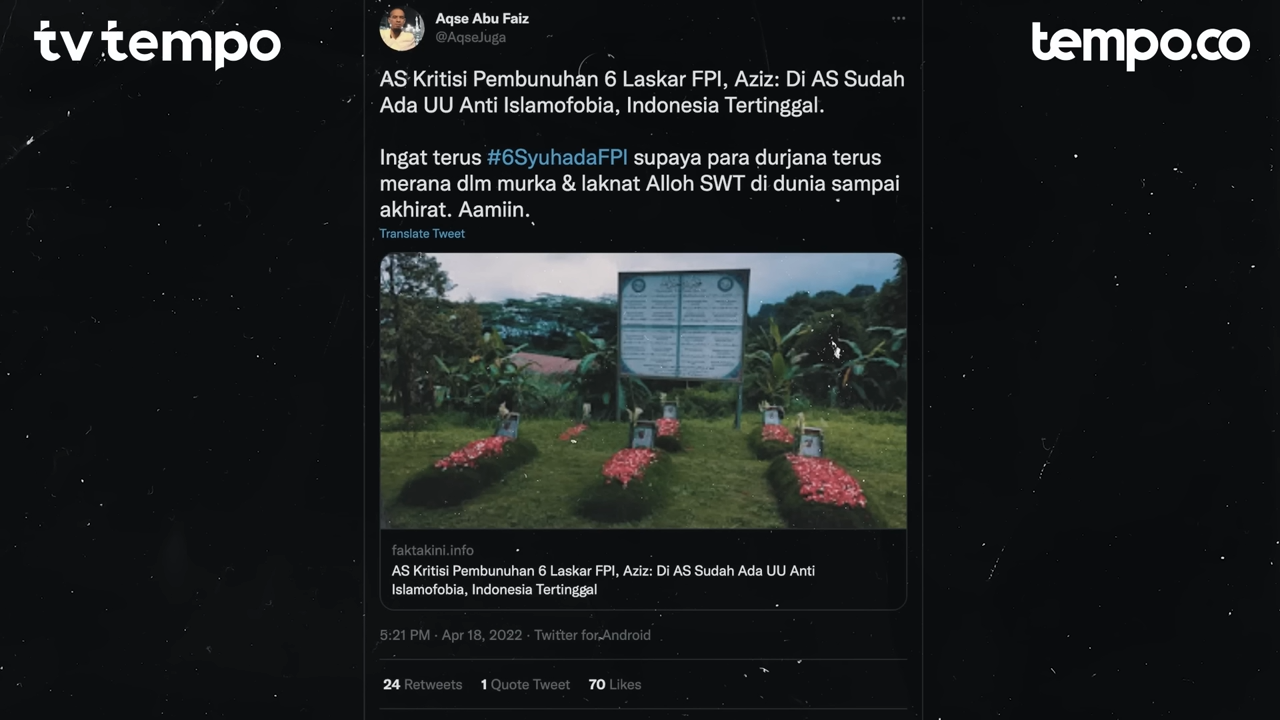 tv tempo
tempo.co
Aqse Abu Faiz
@AqseJuga
AS Kritisi Pembunuhan 6 Laskar FPI, Aziz: Di AS Sudah
Ada UU Anti Islamofobia, Indonesia Tertinggal.
Ingat terus #6SyuhadaFPI supaya para durjana terus
merana dlm murka & laknat Alloh SWT di dunia sampai
akhirat. Aamiin.
Translate Tweet
faktakini.info
AS Kritisi Pembunuhan 6 Laskar FPI, Aziz: Di AS Sudah Ada UU Anti
Islamofobia, Indonesia Tertinggal
5:21 PM · Apr 18, 2022 · Twitter for Android
24 Retweets 1 Quote Tweet 70 Likes